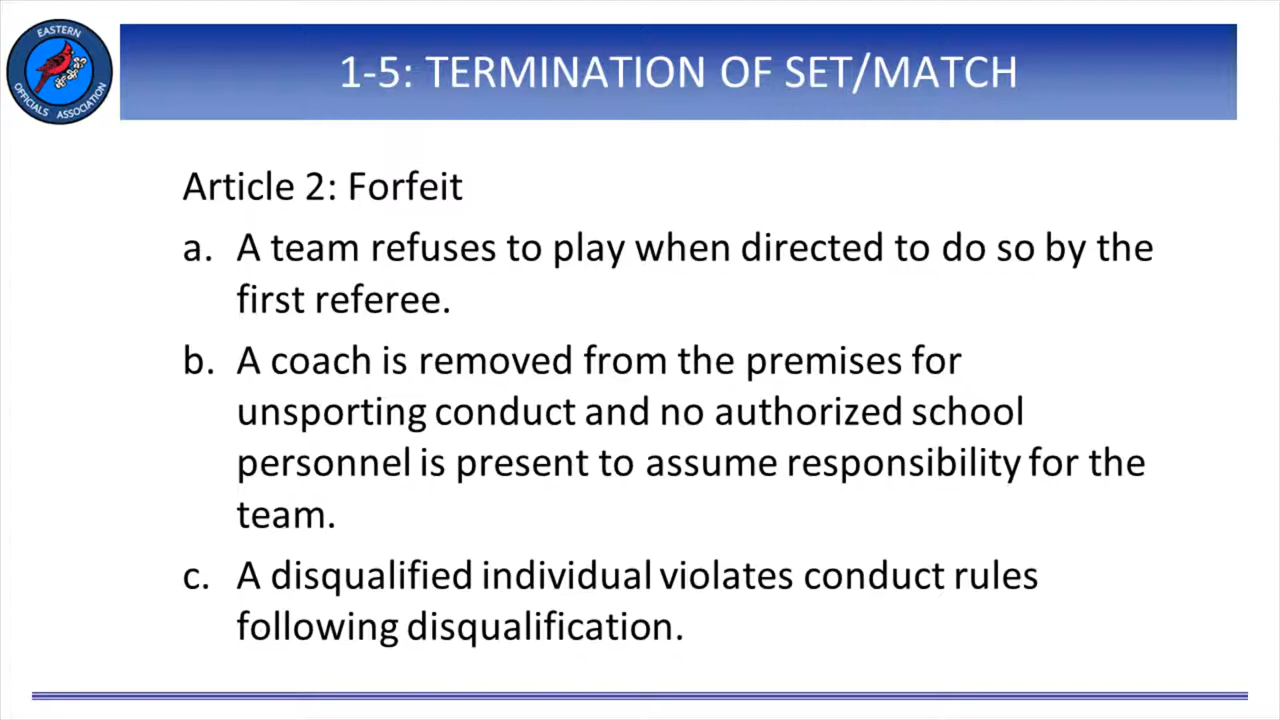 EASTERN
OFFICIALS ASSOCIATION
1-5: TERMINATION OF SET/MATCH
Article 2: Forfeit
a. A team refuses to play when directed to do so by the
first referee.
b. A coach is removed from the premises for
unsporting conduct and no authorized school
personnel is present to assume responsibility for the
team.
c. A disqualified individual violates conduct rules
following disqualification.